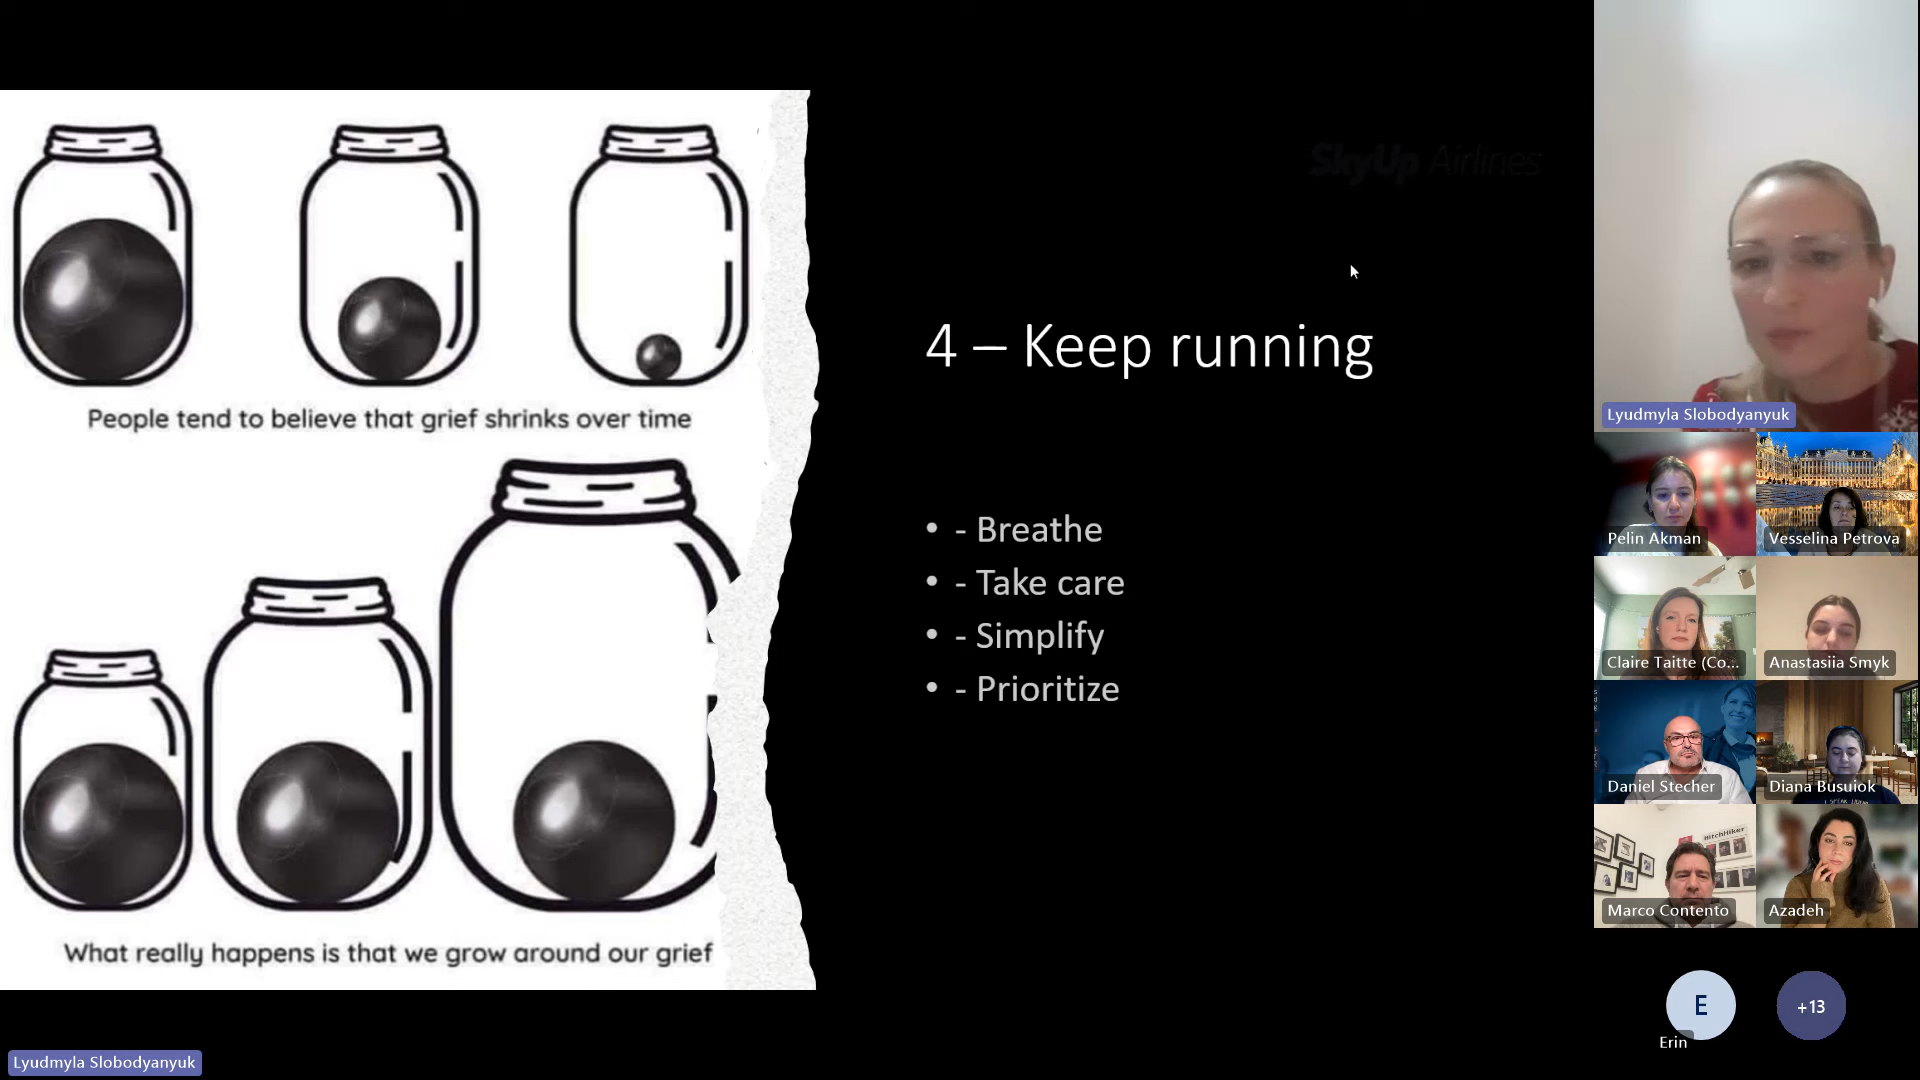 People tend to believe that grief shrinks over time
What really happens is that we grow around our grief
SkyUp Airlines
4 – Keep running
• - Breathe
• - Take care
• - Simplify
• - Prioritize
Lyudmyla Slobodyanyuk
Lyudmyla Slobodyanyuk
Pelin Akman
Vesselina Petrova
Claire Taitte (Co...
Anastasiia Smyk
Daniel Stecher
Diana Busuiok
HitchHiker
Marco Contento
Azadeh
E
Erin
+13